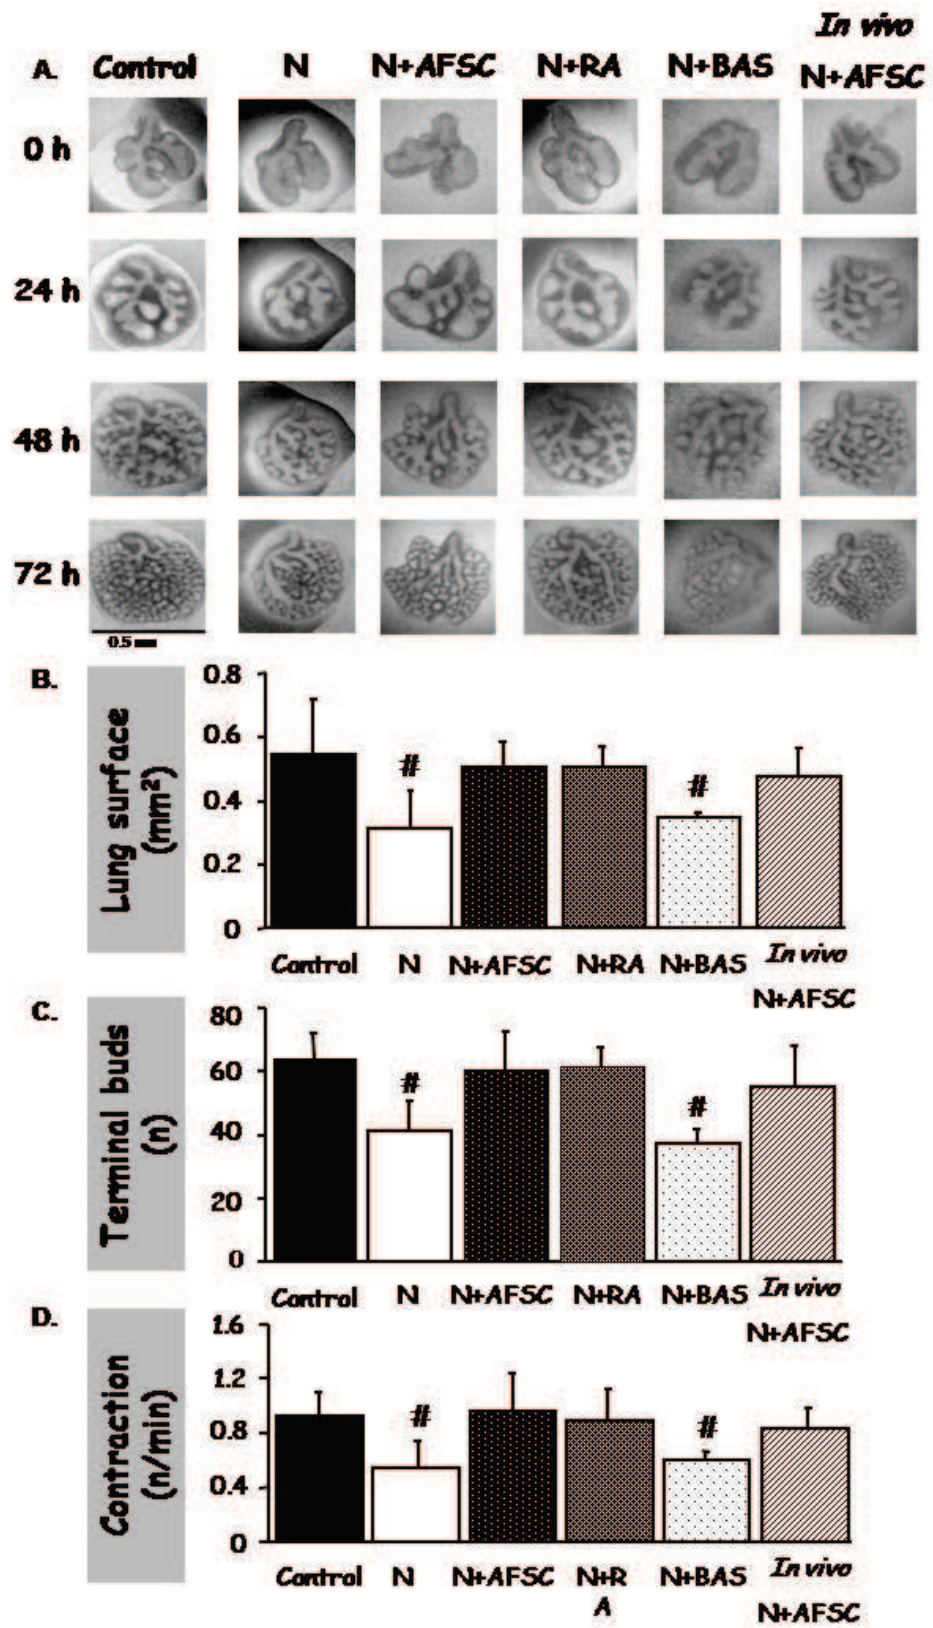 In vivo
A. Control N N+AFSC N+RA N+BAS N+AFSC
0 h
24 h
48 h
72 h
0.5
B.
Lung surface
(mm²)
0.8
0.6
0.4
0.2
0
#
#
Control N N+AFSC N+RA N+BAS In vivo
N+AFSC
C.
Terminal buds
(n)
80
60
40
20
0
#
#
Control N N+AFSC N+RA N+BAS In vivo
N+AFSC
D.
Contraction
(n/min)
1.6
1.2
0.8
0.4
0
#
#
Control N N+AFSC N+R N+BAS In vivo
A N+AFSC